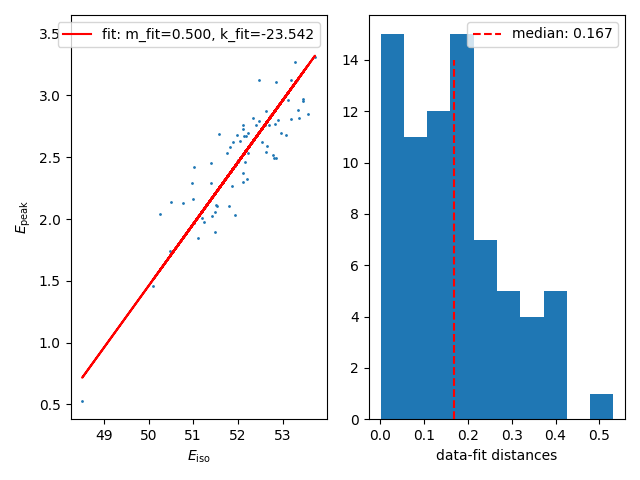 fit: m_fit=0.500, k_fit=-23.542
3.5
3.0
2.5
2.0
1.5
1.0
0.5
E_peak
49 50 51 52 53
E_iso
median: 0.167
14
12
10
8
6
4
2
0
0.0 0.1 0.2 0.3 0.4 0.5
data-fit distances